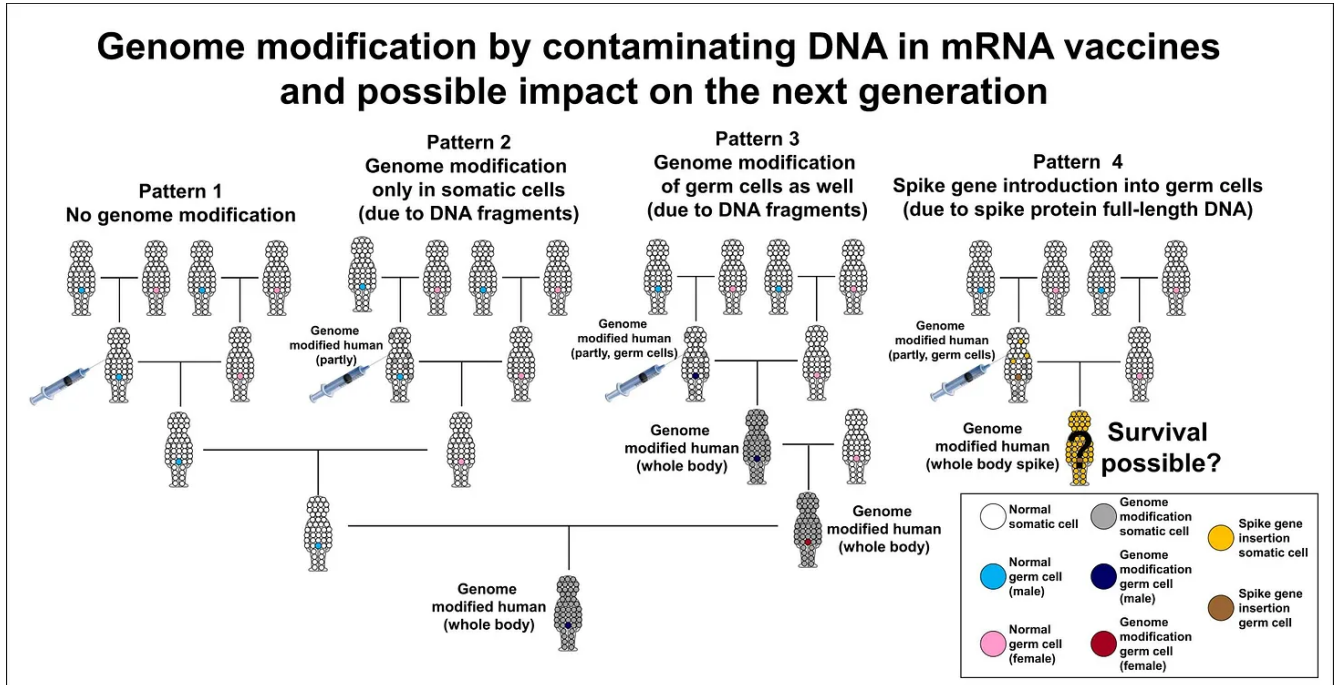 Genome modification by contaminating DNA in mRNA vaccines
and possible impact on the next generation
Pattern 1
No genome modification
Pattern 2
Genome modification
only in somatic cells
(due to DNA fragments)
Pattern 3
Genome modification
of germ cells as well
(due to DNA fragments)
Pattern 4
Spike gene introduction into germ cells
(due to spike protein full-length DNA)
Genome
modified human
(partly)
Genome
modified human
(partly, germ cells)
Genome
modified human
(partly, germ cells)
Genome
modified human
(whole body)
Genome
modified human
(whole body spike)
?
Survival
possible?
Genome
modified human
(whole body)
Genome
modified human
(whole body)
Normal
somatic cell
Normal
germ cell
(male)
Normal
germ cell
(female)
Genome
modification
somatic cell
Genome
modification
germ cell
(male)
Genome
modification
germ cell
(female)
Spike gene
insertion
somatic cell
Spike gene
insertion
germ cell